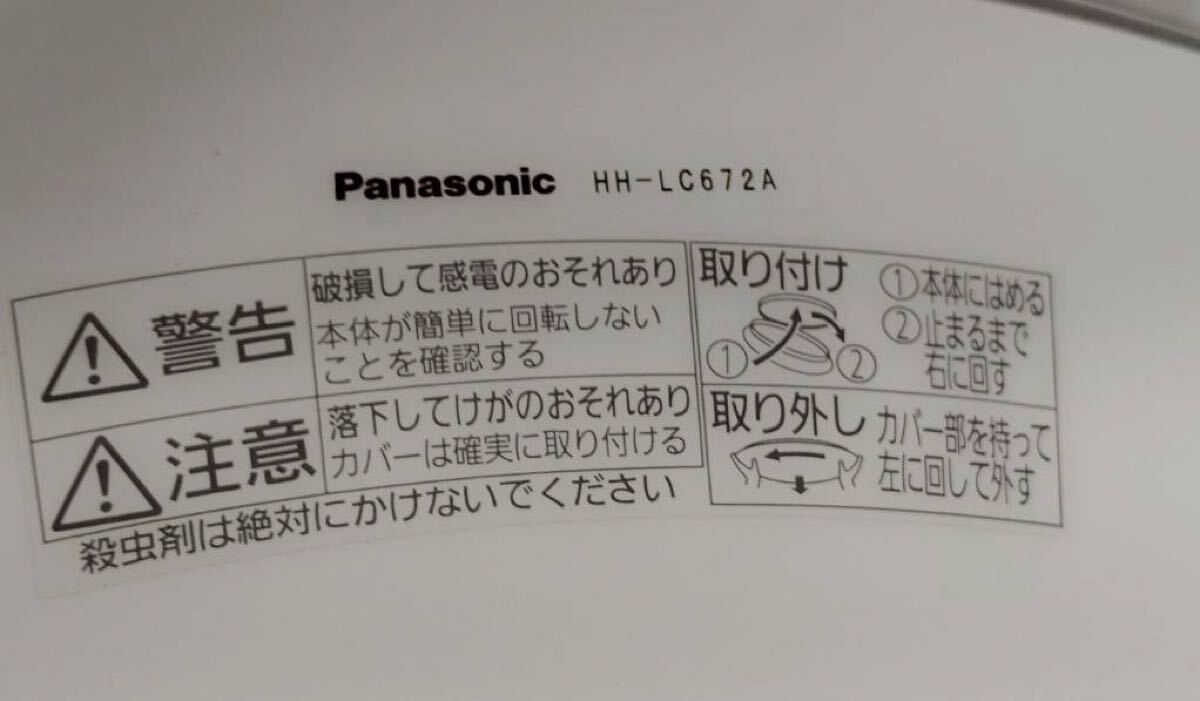 Panasonic HH-LC672A
警告
破損して感電のおそれあり
本体が簡単に回転しない
ことを確認する
注意
落下してけがのおそれあり
カバーは確実に取り付ける
殺虫剤は絶対にかけないでください
取り付け
① ②
①本体にはめる
②止まるまで
右に回す
取り外し
カバー部を持って
左に回して外す